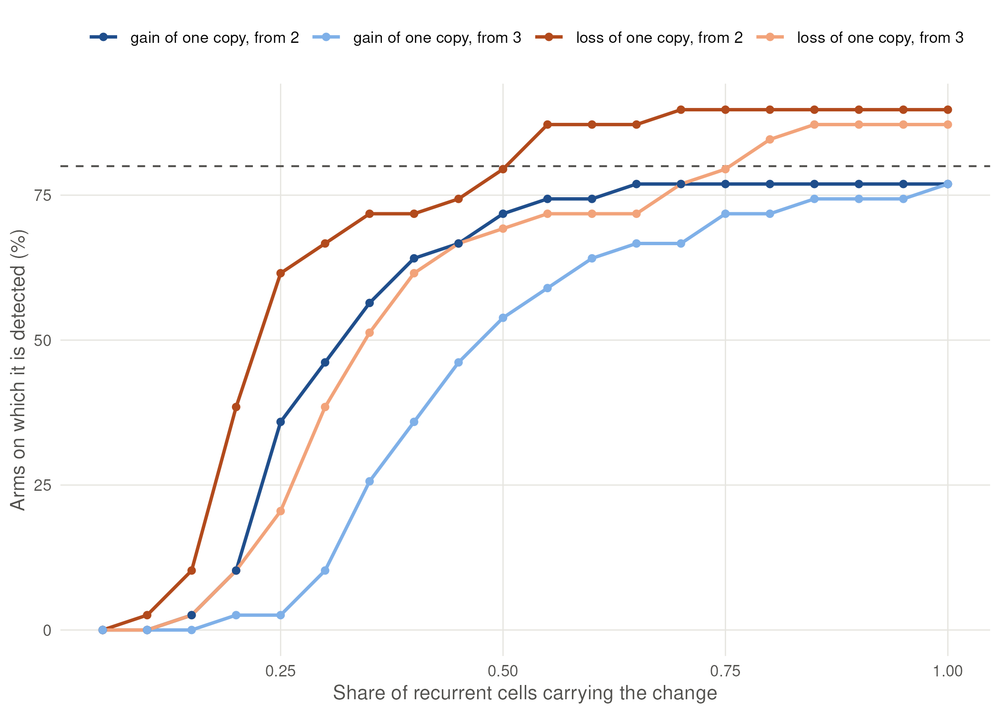 gain of one copy, from 2 gain of one copy, from 3 loss of one copy, from 2 loss of one copy, from 3
Arms on which it is detected (%)
75
50
25
0
0.25 0.50 0.75 1.00
Share of recurrent cells carrying the change